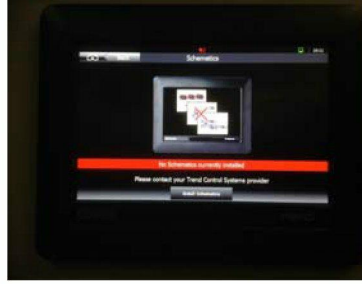 Schematics
No Schematics currently installed
Please contact your Trend Control Systems provider
Install Schematics